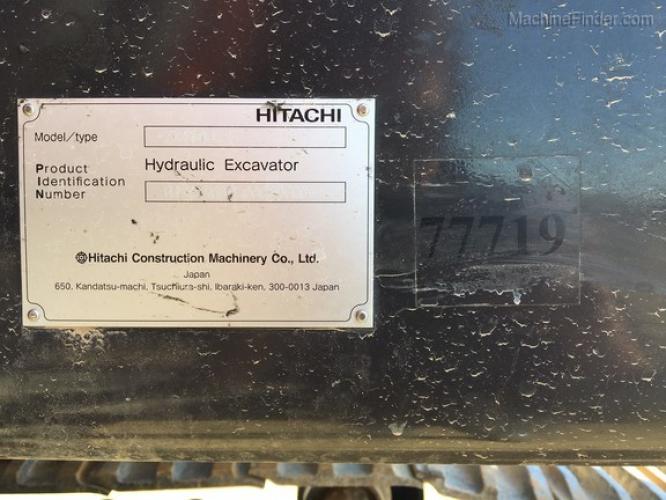 MachineFinder.com
HITACHI
Model/type
Product Hydraulic Excavator
Identification
Number
Hitachi Construction Machinery Co., Ltd.
Japan
650, Kandatsu-machi, Tsuchiura-shi, Ibaraki-ken, 300-0013 Japan
77719